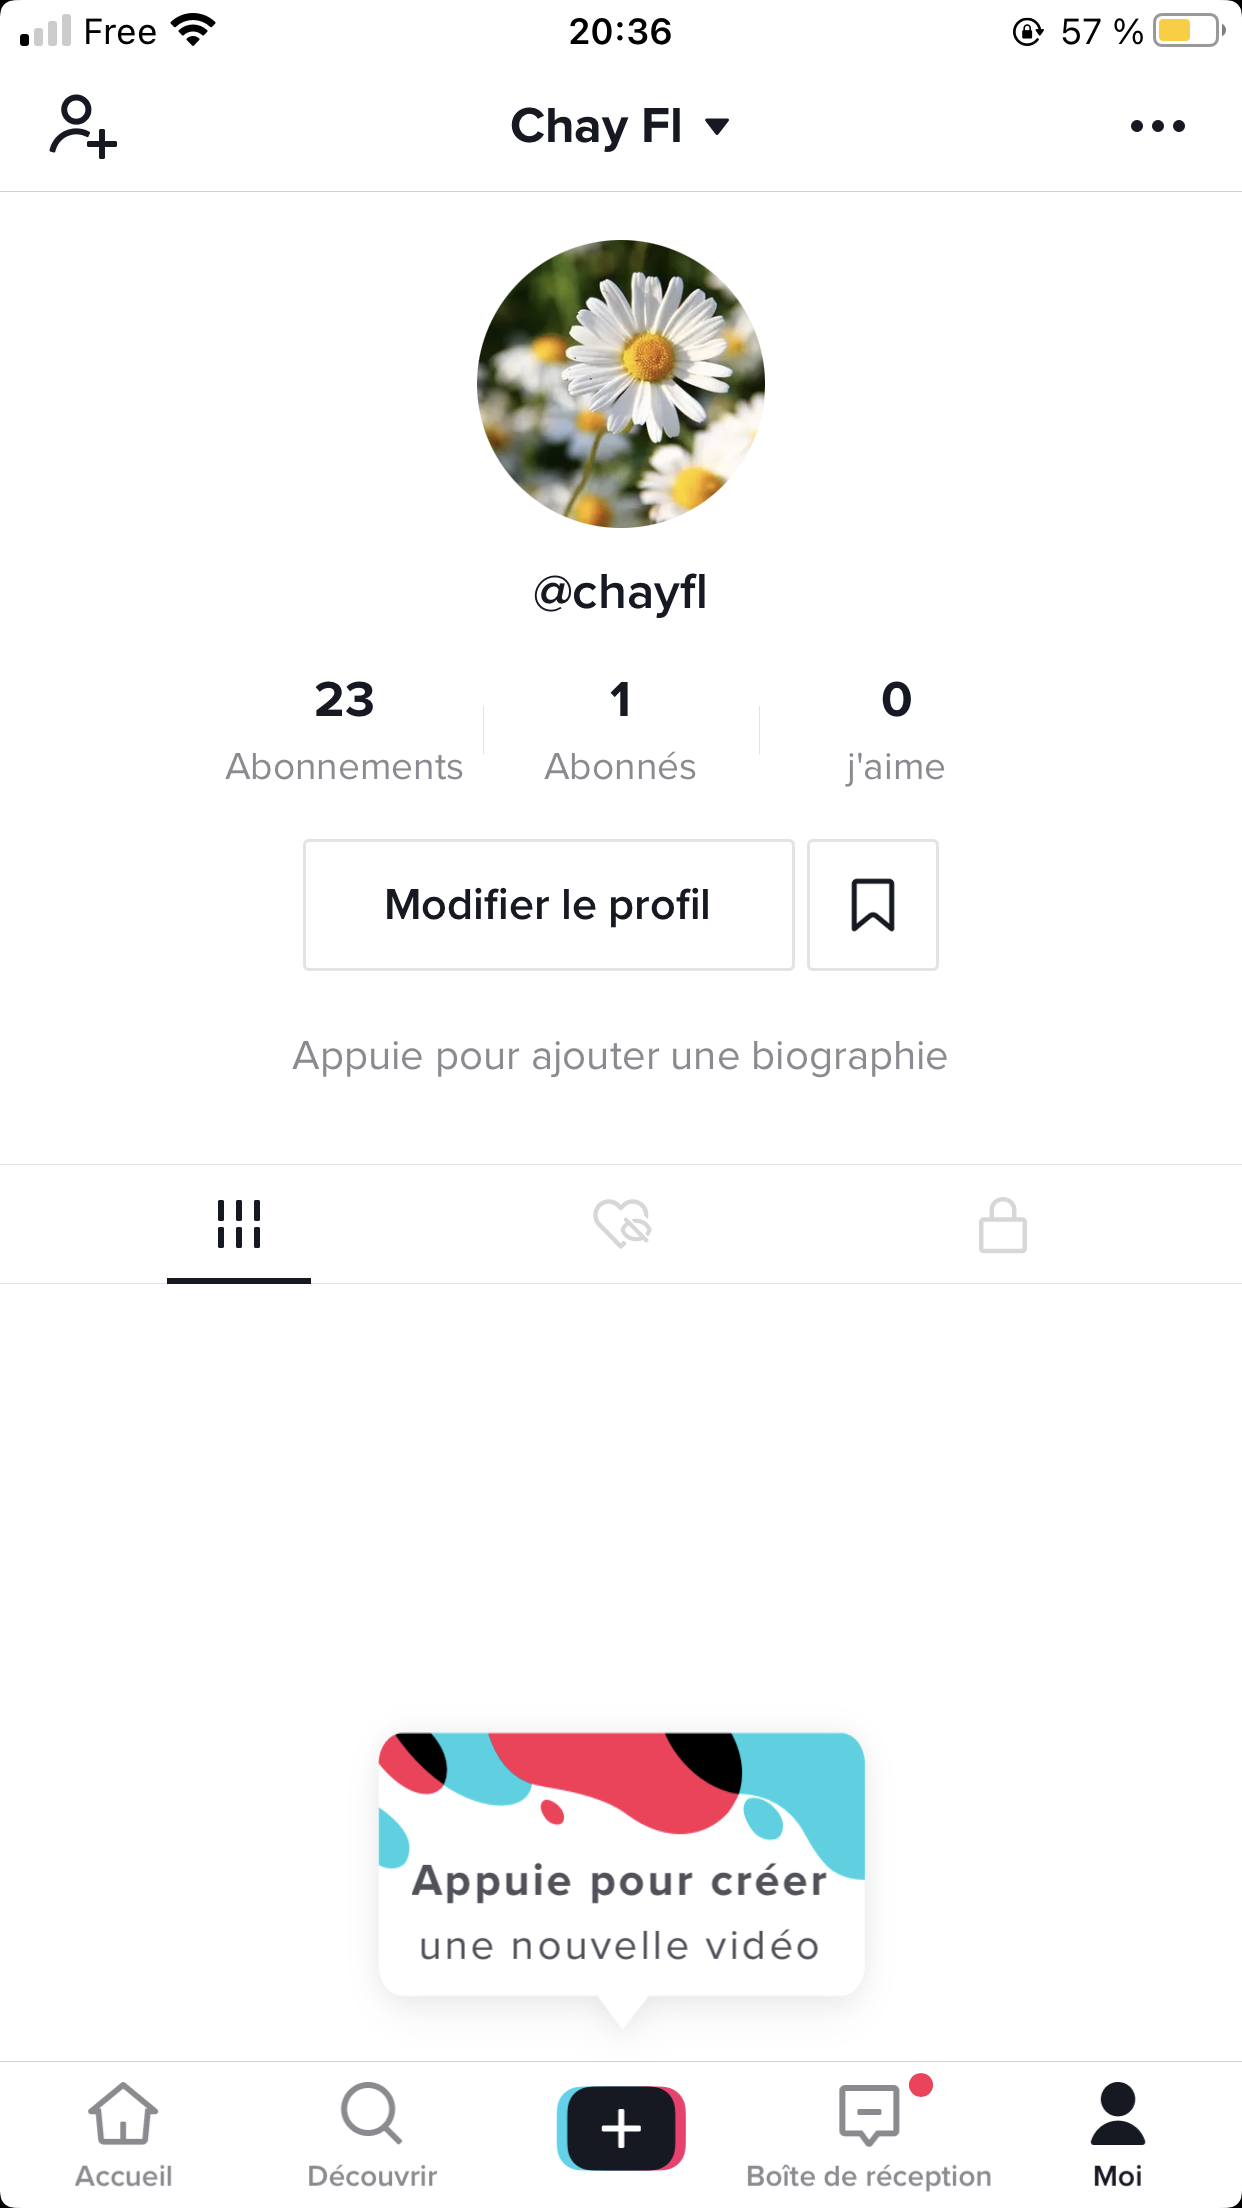 Free 20:36 57 %
Chay Fl
@chayfl
23 1 0
Abonnements Abonnés j'aime
Modifier le profil
Appuie pour ajouter une biographie
Appuie pour créer
une nouvelle vidéo
Accueil Découvrir Boîte de réception Moi